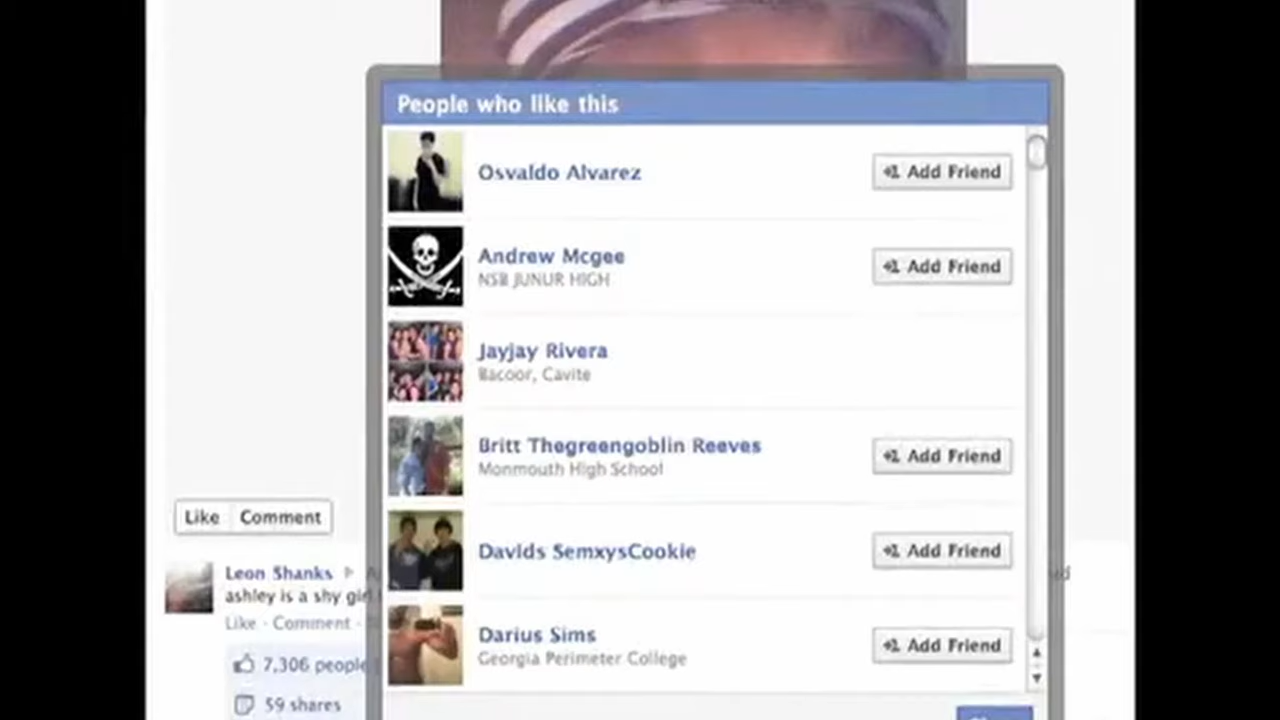 People who like this
Osvaldo Alvarez
Add Friend
Andrew Mcgee
NSB JUNUR HIGH
Add Friend
Jayjay Rivera
Bacoor, Cavite
Britt Thegreengoblin Reeves
Monmouth High School
Add Friend
Davids SemxysCookie
Add Friend
Darius Sims
Georgia Perimeter College
Add Friend
Like Comment
Leon Shanks
ashley is a shy girl
Like · Comment ·
7,306 people
59 shares